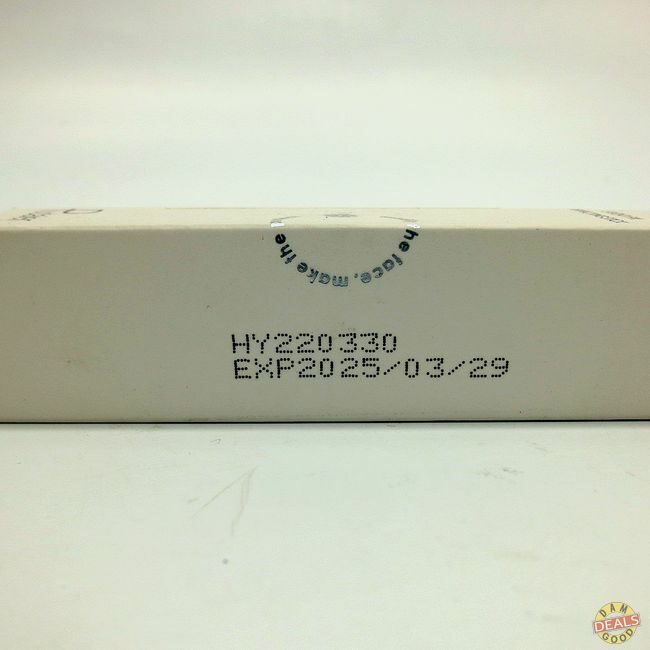 he face, make the
HY220330
EXP2025/03/29
DAM
DEALS
GOOD